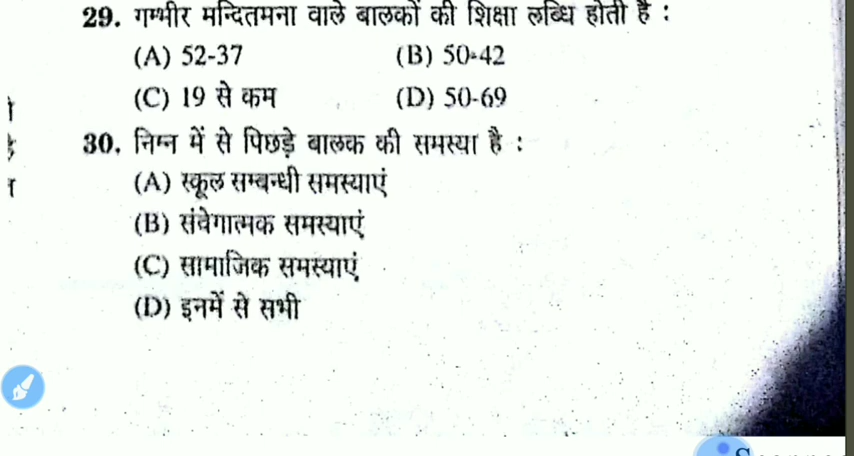 29. गम्भीर मन्दितमना वाले बालकों की शिक्षा लब्धि होती है :
(A) 52-37 (B) 50-42
(C) 19 से कम (D) 50-69
30. निम्न में से पिछड़े बालक की समस्या है :
(A) स्कूल सम्बन्धी समस्याएं
(B) संवेगात्मक समस्याएं
(C) सामाजिक समस्याएं
(D) इनमें से सभी